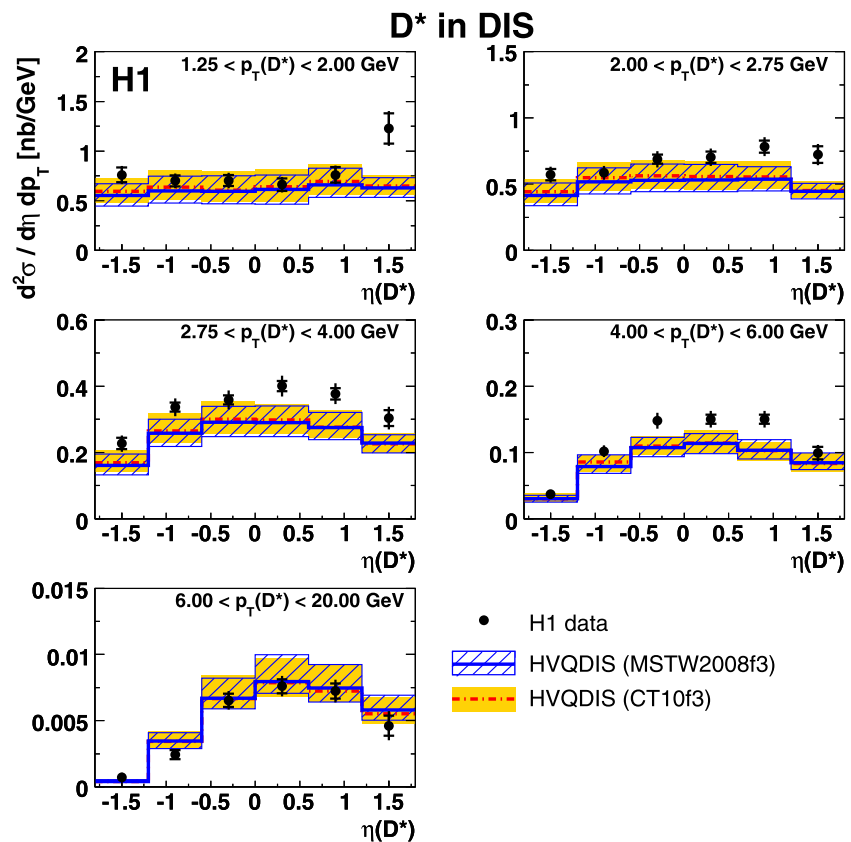 D* in DIS
H1
1.25 < p_T(D*) < 2.00 GeV
d²σ / dη dp_T [nb/GeV]
2
1.5
1
0.5
0
-1.5 -1 -0.5 0 0.5 1 1.5
η(D*)
2.00 < p_T(D*) < 2.75 GeV
1.5
1
0.5
0
-1.5 -1 -0.5 0 0.5 1 1.5
η(D*)
2.75 < p_T(D*) < 4.00 GeV
0.6
0.4
0.2
0
-1.5 -1 -0.5 0 0.5 1 1.5
η(D*)
4.00 < p_T(D*) < 6.00 GeV
0.3
0.2
0.1
0
-1.5 -1 -0.5 0 0.5 1 1.5
η(D*)
6.00 < p_T(D*) < 20.00 GeV
0.015
0.01
0.005
0
-1.5 -1 -0.5 0 0.5 1 1.5
η(D*)
H1 data
HVQDIS (MSTW2008f3)
HVQDIS (CT10f3)